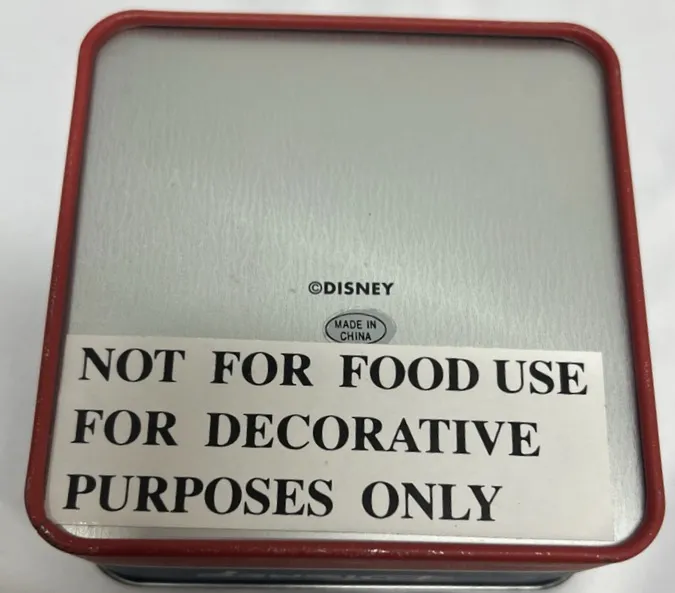 ©DISNEY
MADE IN
CHINA
NOT FOR FOOD USE
FOR DECORATIVE
PURPOSES ONLY